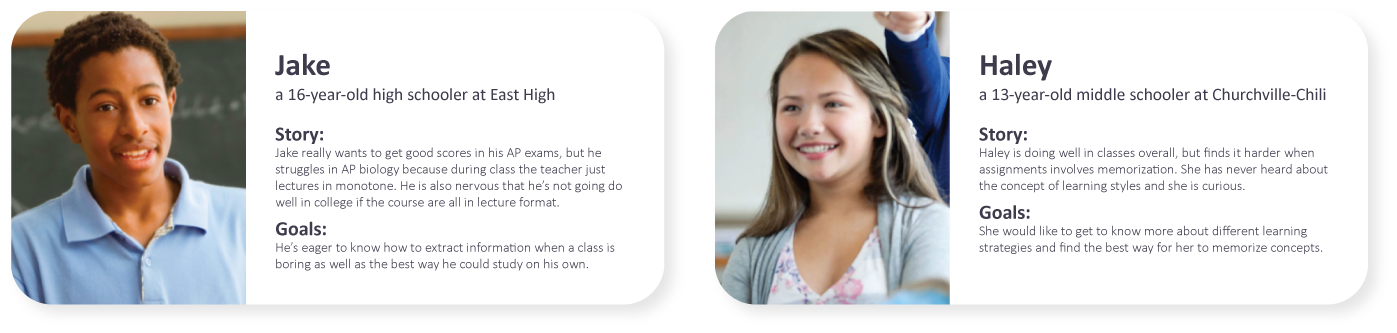 Jake
a 16-year-old high schooler at East High
Story:
Jake really wants to get good scores in his AP exams, but he
struggles in AP biology because during class the teacher just
lectures in monotone. He is also nervous that he's not going do
well in college if the course are all in lecture format.
Goals:
He's eager to know how to extract information when a class is
boring as well as the best way he could study on his own.
Haley
a 13-year-old middle schooler at Churchville-Chili
Story:
Haley is doing well in classes overall, but finds it harder when
assignments involves memorization. She has never heard about
the concept of learning styles and she is curious.
Goals:
She would like to get to know more about different learning
strategies and find the best way for her to memorize concepts.